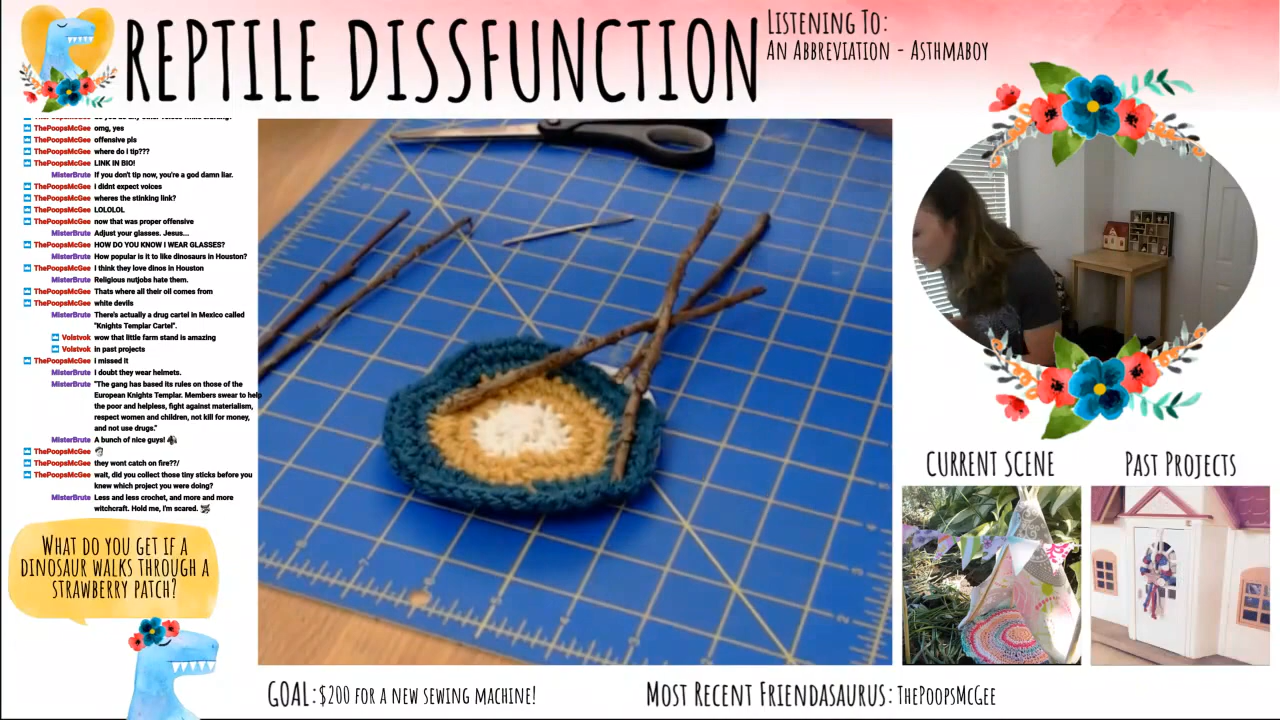 REPTILE DISSFUNCTION
LISTENING TO:
AN ABBREVIATION - ASTHMABOY
ThePoopsMcGee omg, yes
ThePoopsMcGee offensive pls
ThePoopsMcGee where do i tip???
ThePoopsMcGee LINK IN BIO!
MisterBrute If you don't tip now, you're a god damn liar.
ThePoopsMcGee i didnt expect voices
ThePoopsMcGee wheres the stinking link?
ThePoopsMcGee LOLOLOL
ThePoopsMcGee now that was proper offensive
MisterBrute Adjust your glasses. Jesus...
ThePoopsMcGee HOW DO YOU KNOW I WEAR GLASSES?
MisterBrute How popular is it to like dinosaurs in Houston?
ThePoopsMcGee I think they love dinos in Houston
MisterBrute Religious nutjobs hate them.
ThePoopsMcGee Thats where all their oil comes from
ThePoopsMcGee white devils
MisterBrute There's actually a drug cartel in Mexico called
"Knights Templar Cartel".
Volstvok wow that little farm stand is amazing
Volstvok in past projects
ThePoopsMcGee i missed it
MisterBrute I doubt they wear helmets.
MisterBrute "The gang has based its rules on those of the
European Knights Templar. Members swear to help
the poor and helpless, fight against materialism,
respect women and children, not kill for money,
and not use drugs."
MisterBrute A bunch of nice guys!
ThePoopsMcGee
ThePoopsMcGee they wont catch on fire??/
ThePoopsMcGee wait, did you collect those tiny sticks before you
knew which project you were doing?
MisterBrute Less and less crochet, and more and more
witchcraft. Hold me, I'm scared.
WHAT DO YOU GET IF A
DINOSAUR WALKS THROUGH A
STRAWBERRY PATCH?
CURRENT SCENE
PAST PROJECTS
GOAL: $200 FOR A NEW SEWING MACHINE!
MOST RECENT FRIENDASAURUS: THEPOOPSMCGEE